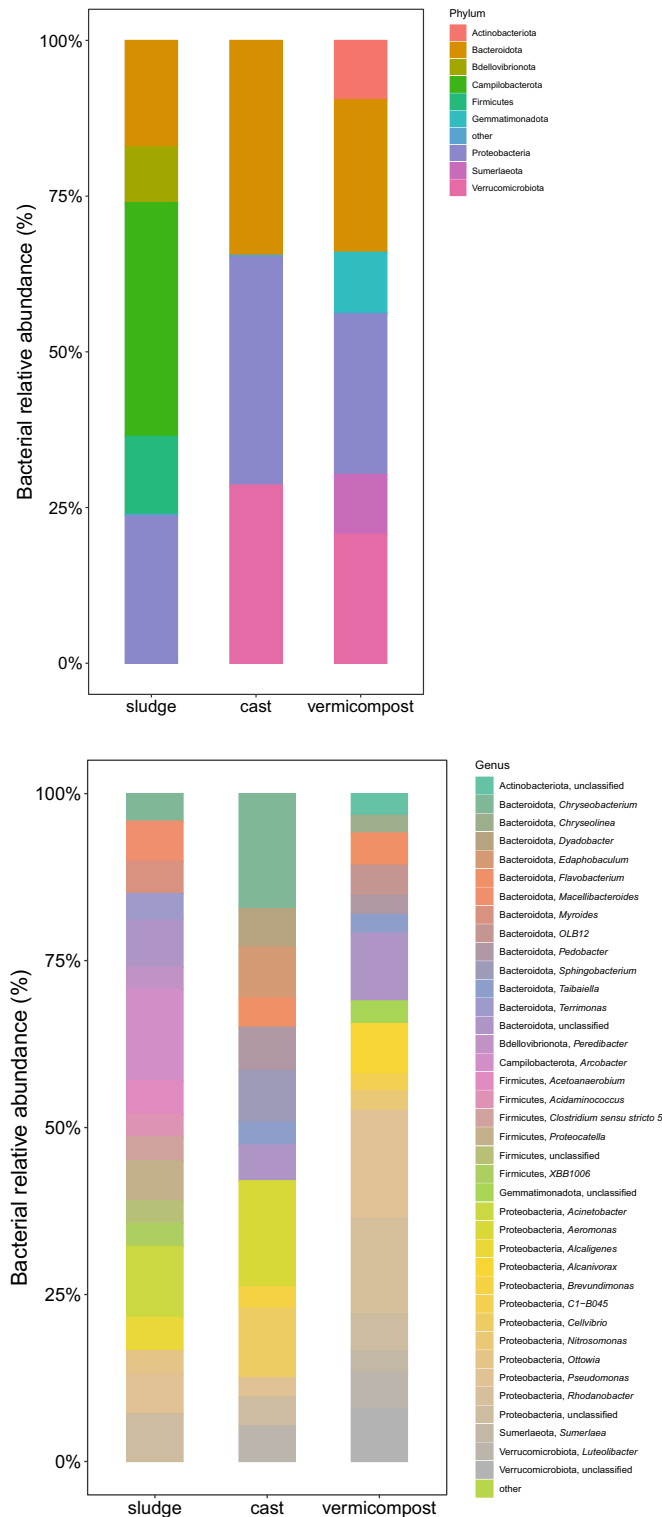 Phylum
Actinobacteriota
Bacteroidota
Bdellovibrionota
Campilobacterota
Firmicutes
Gemmatimonadota
other
Proteobacteria
Sumerlaeota
Verrucomicrobiota
Bacterial relative abundance (%)
100%
75%
50%
25%
0%
sludge cast vermicompost
Genus
Actinobacteriota, unclassified
Bacteroidota, Chryseobacterium
Bacteroidota, Chryseolinea
Bacteroidota, Dyadobacter
Bacteroidota, Edaphobaculum
Bacteroidota, Flavobacterium
Bacteroidota, Macellibacteroides
Bacteroidota, Myroides
Bacteroidota, OLB12
Bacteroidota, Pedobacter
Bacteroidota, Sphingobacterium
Bacteroidota, Taibaiella
Bacteroidota, Terrimonas
Bacteroidota, unclassified
Bdellovibrionota, Peredibacter
Campilobacterota, Arcobacter
Firmicutes, Acetoanaerobium
Firmicutes, Acidaminococcus
Firmicutes, Clostridium sensu stricto 5
Firmicutes, Proteocatella
Firmicutes, unclassified
Firmicutes, XBB1006
Gemmatimonadota, unclassified
Proteobacteria, Acinetobacter
Proteobacteria, Aeromonas
Proteobacteria, Alcaligenes
Proteobacteria, Alcanivorax
Proteobacteria, Brevundimonas
Proteobacteria, C1−B045
Proteobacteria, Cellvibrio
Proteobacteria, Nitrosomonas
Proteobacteria, Ottowia
Proteobacteria, Pseudomonas
Proteobacteria, Rhodanobacter
Proteobacteria, unclassified
Sumerlaeota, Sumerlaea
Verrucomicrobiota, Luteolibacter
Verrucomicrobiota, unclassified
other
Bacterial relative abundance (%)
100%
75%
50%
25%
0%
sludge cast vermicompost